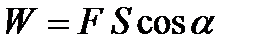 W = F S cos α